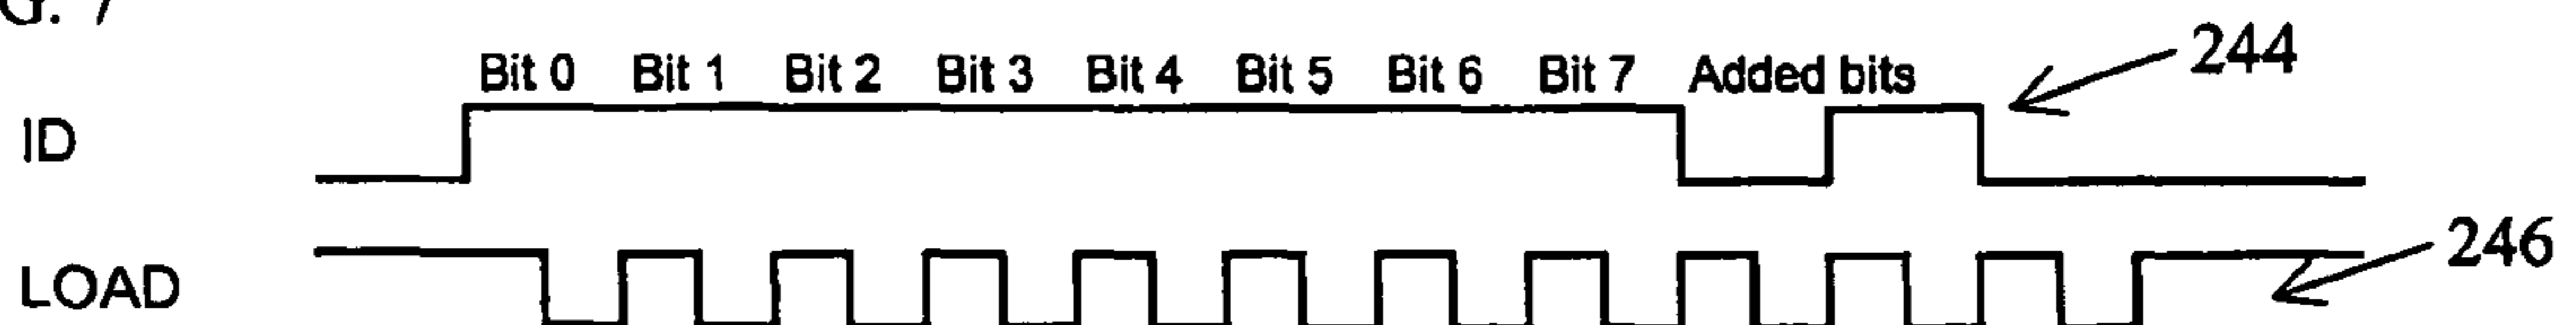 G. 7
Bit 0 Bit 1 Bit 2 Bit 3 Bit 4 Bit 5 Bit 6 Bit 7 Added bits 244
ID
246
LOAD